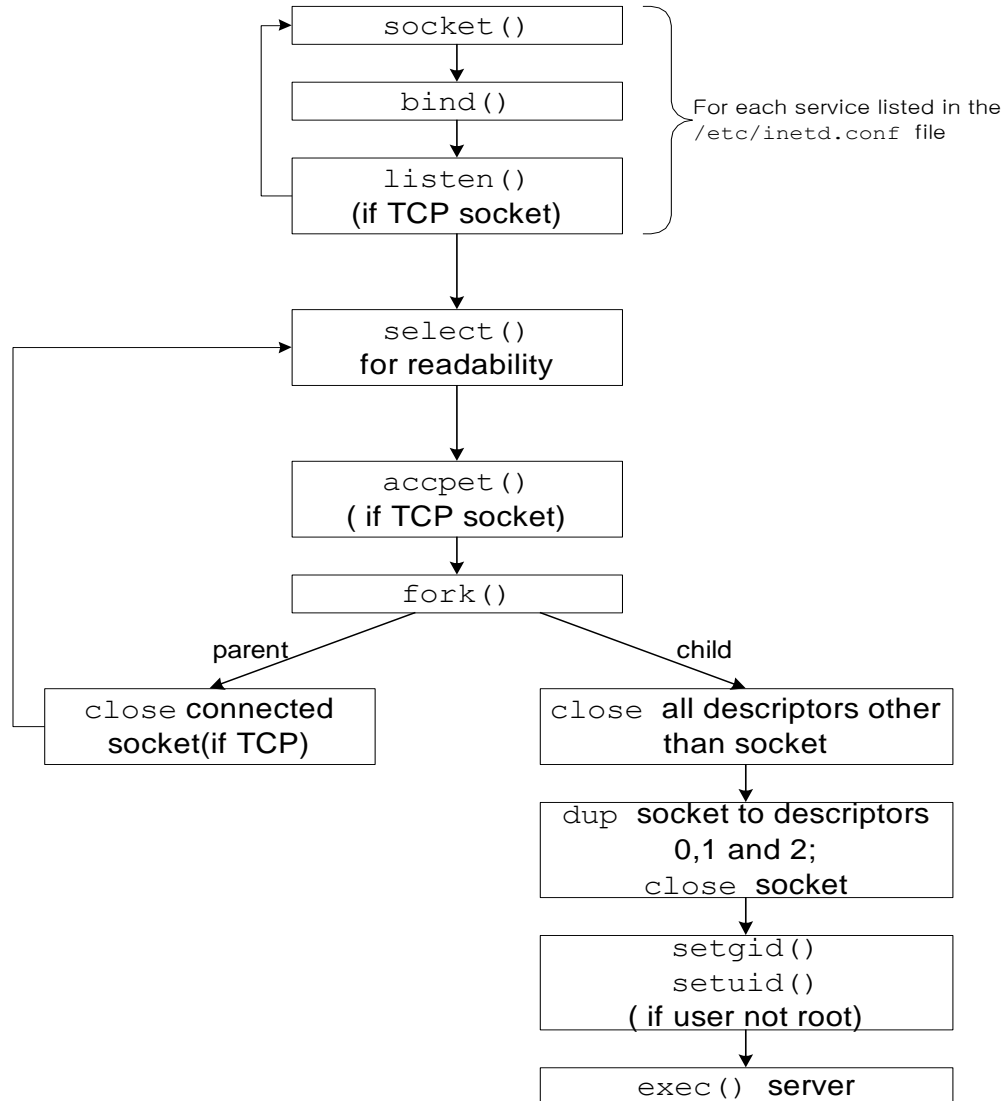 socket()
bind()
For each service listed in the
/etc/inetd.conf file
listen()
(if TCP socket)
select()
for readability
accpet()
( if TCP socket)
fork()
parent
child
close connected
socket(if TCP)
close all descriptors other
than socket
dup socket to descriptors
0,1 and 2;
close socket
setgid()
setuid()
( if user not root)
exec() server